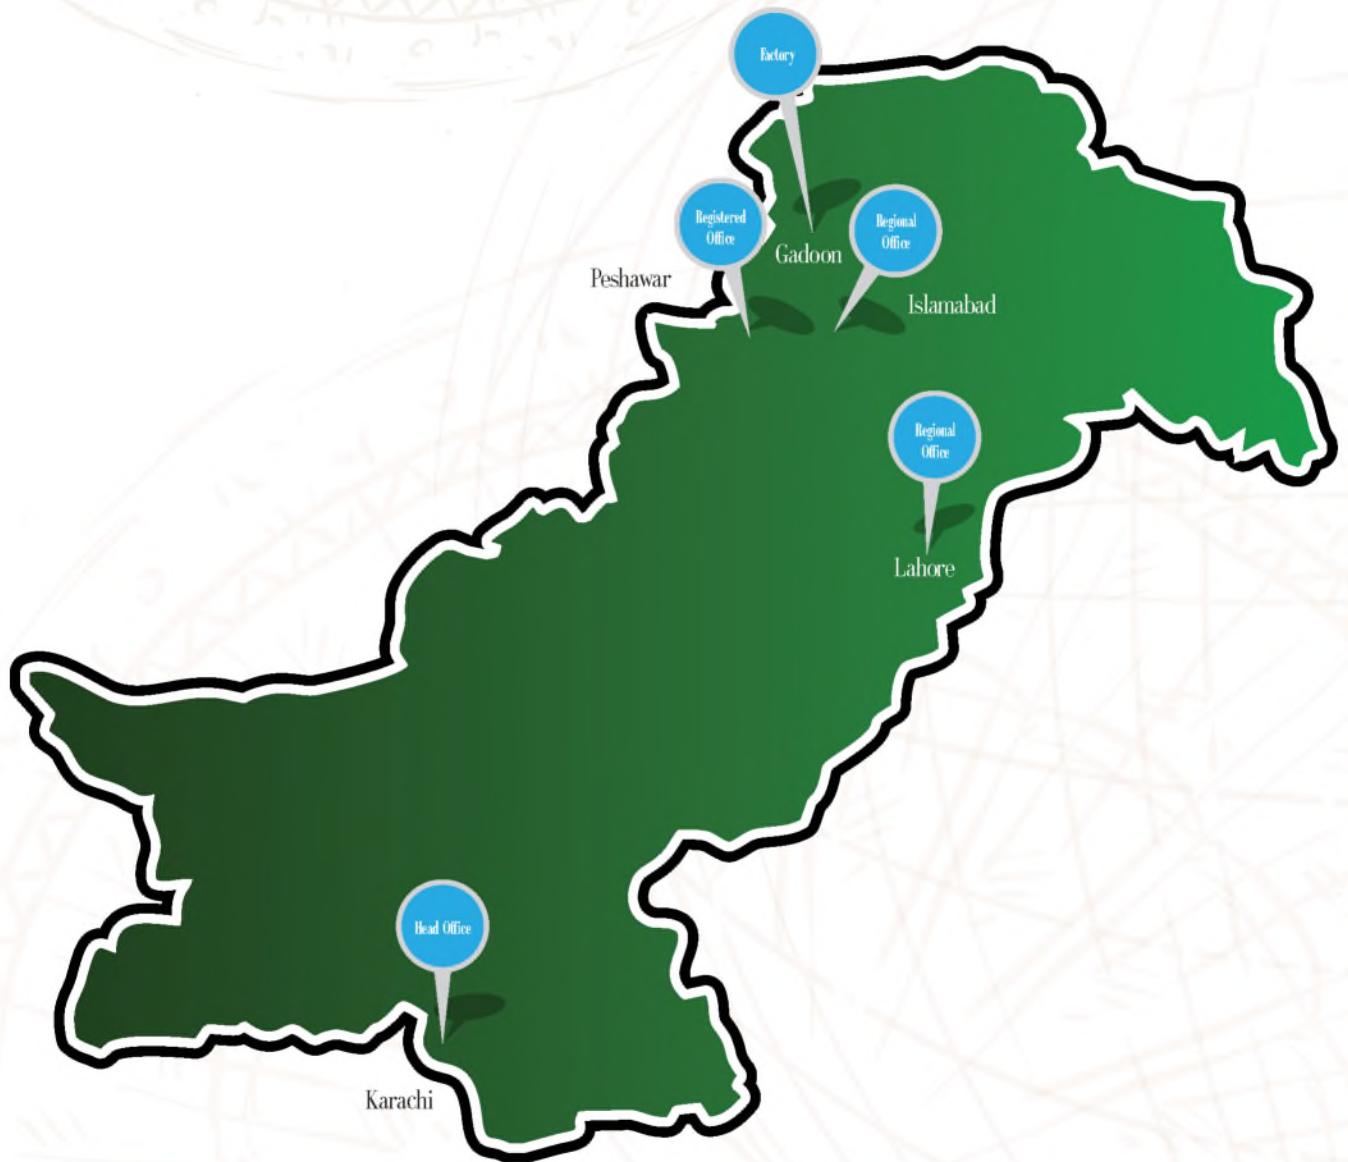 Factory
Registered
Office
Regional
Office
Gadoon
Peshawar
Islamabad
Regional
Office
Lahore
Head Office
Karachi